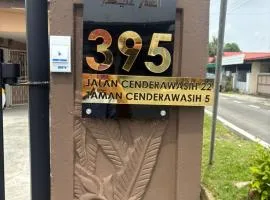 395
JALAN CENDERAWASIH 22
TAMAN CENDERAWASIH 5